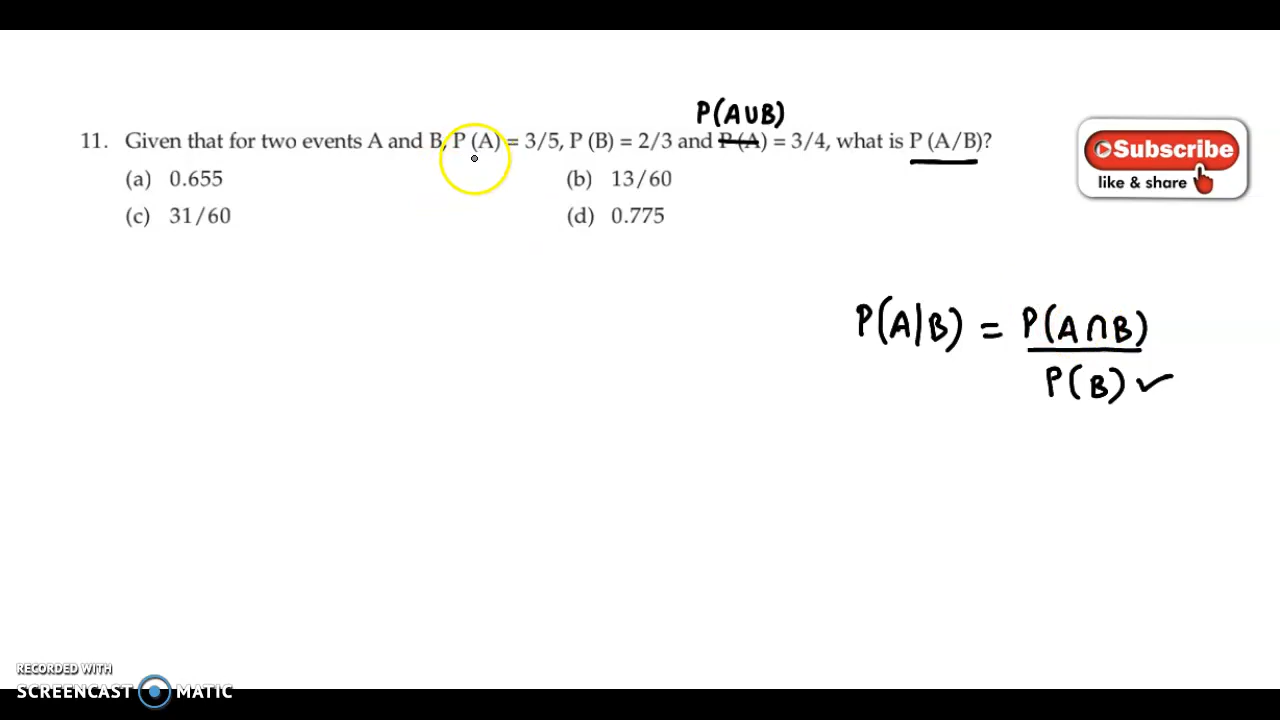 P(A∪B)
11. Given that for two events A and B, P (A) = 3/5, P (B) = 2/3 and P (A) = 3/4, what is P (A/B)?
(a) 0.655 (b) 13/60
(c) 31/60 (d) 0.775
Subscribe
like & share
P(A|B) = P(A∩B)
P(B) ✓
RECORDED WITH
SCREENCAST MATIC